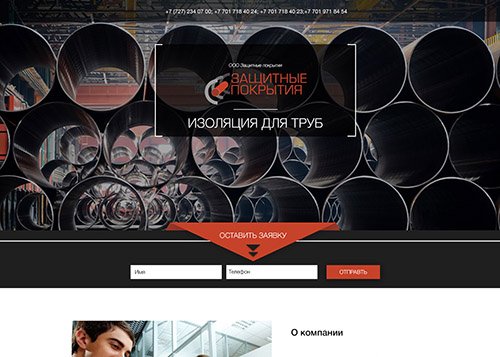 +7 (727) 234 07 00; +7 701 718 40 24; +7 701 718 40 23;+7 701 971 84 54
ООО Защитные покрытия
ЗАЩИТНЫЕ
ПОКРЫТИЯ
ИЗОЛЯЦИЯ ДЛЯ ТРУБ
ОСТАВИТЬ ЗАЯВКУ
Имя
Телефон
ОТПРАВИТЬ
О компании